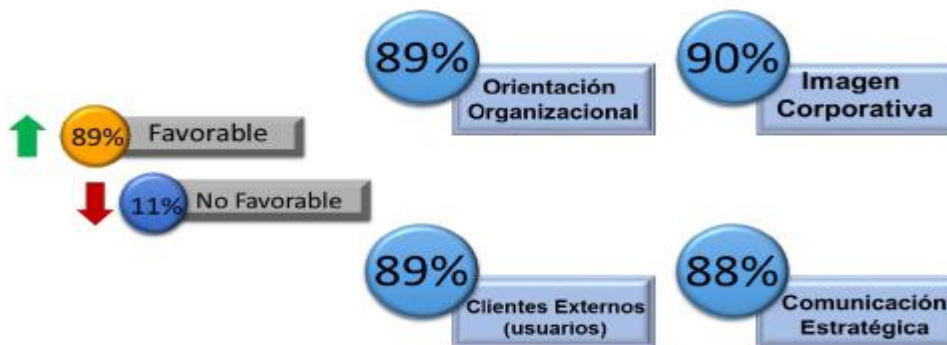 89%
Favorable
11%
No Favorable
89%
Orientación
Organizacional
90%
Imagen
Corporativa
89%
Clientes Externos
(usuarios)
88%
Comunicación
Estratégica